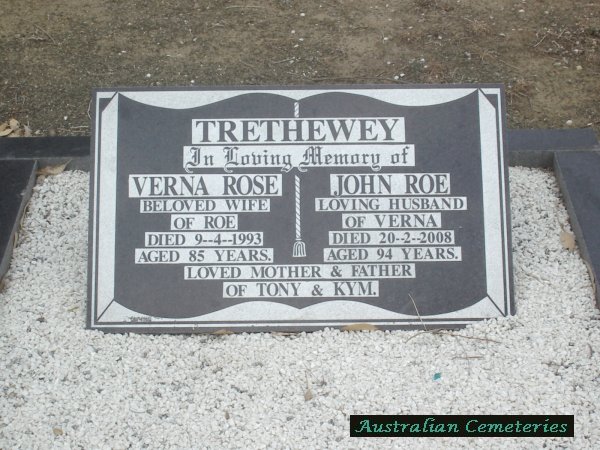 TRETHEWEY
In Loving Memory of
VERNA ROSE
BELOVED WIFE
OF ROE
DIED 9--4--1993
AGED 85 YEARS.
JOHN ROE
LOVING HUSBAND
OF VERNA
DIED 20-2-2008
AGED 94 YEARS.
LOVED MOTHER & FATHER
OF TONY & KYM.
Australian Cemeteries